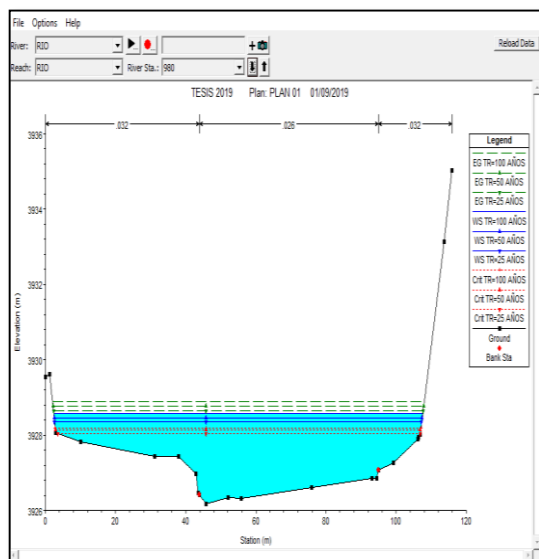 File Options Help
River: RIO
Reload Data
Reach: RIO River Sta.: 980
TESIS 2019 Plan: PLAN 01 01/09/2019
.032 .026 .032
3936
3934
3932
3930
3928
3926
Elevation (m)
0 20 40 60 80 100 120
Station (m)
Legend
EG TR=100 AÑOS
EG TR=50 AÑOS
EG TR=25 AÑOS
WS TR=100 AÑOS
WS TR=50 AÑOS
WS TR=25 AÑOS
Crit TR=100 AÑOS
Crit TR=50 AÑOS
Crit TR=25 AÑOS
Ground
Bank Sta